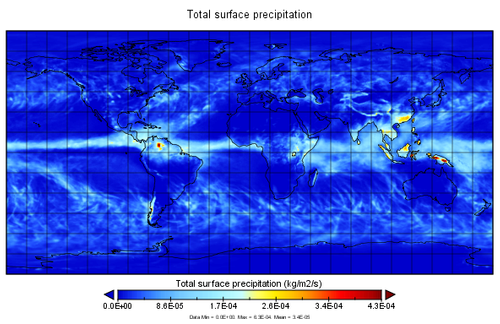 Total surface precipitation
Total surface precipitation (kg/m2/s)
0.0E+00 8.6E-05 1.7E-04 2.6E-04 3.4E-04 4.3E-04
Data Min = 0.0E+00, Max = 6.3E-04, Mean = 3.4E-05